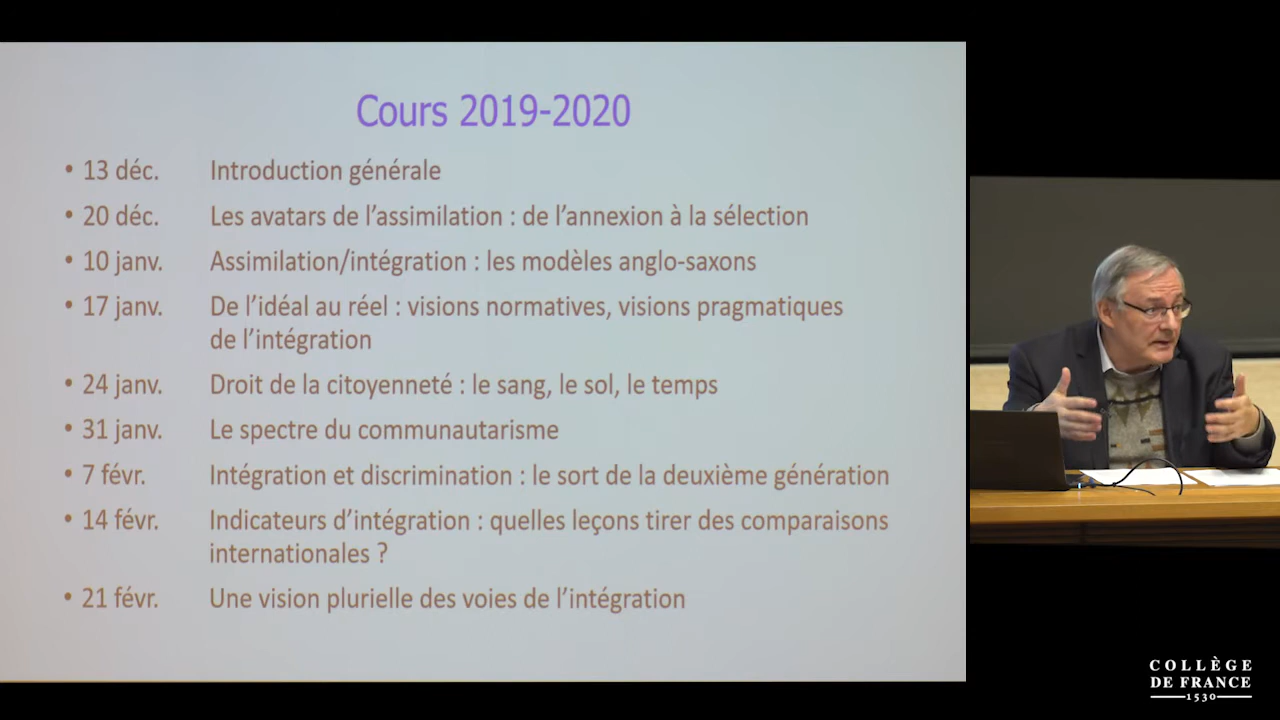 Cours 2019-2020
• 13 déc. Introduction générale
• 20 déc. Les avatars de l’assimilation : de l’annexion à la sélection
• 10 janv. Assimilation/intégration : les modèles anglo-saxons
• 17 janv. De l’idéal au réel : visions normatives, visions pragmatiques
de l’intégration
• 24 janv. Droit de la citoyenneté : le sang, le sol, le temps
• 31 janv. Le spectre du communautarisme
• 7 févr. Intégration et discrimination : le sort de la deuxième génération
• 14 févr. Indicateurs d’intégration : quelles leçons tirer des comparaisons
internationales ?
• 21 févr. Une vision plurielle des voies de l’intégration
COLLÈGE
DE FRANCE
1530